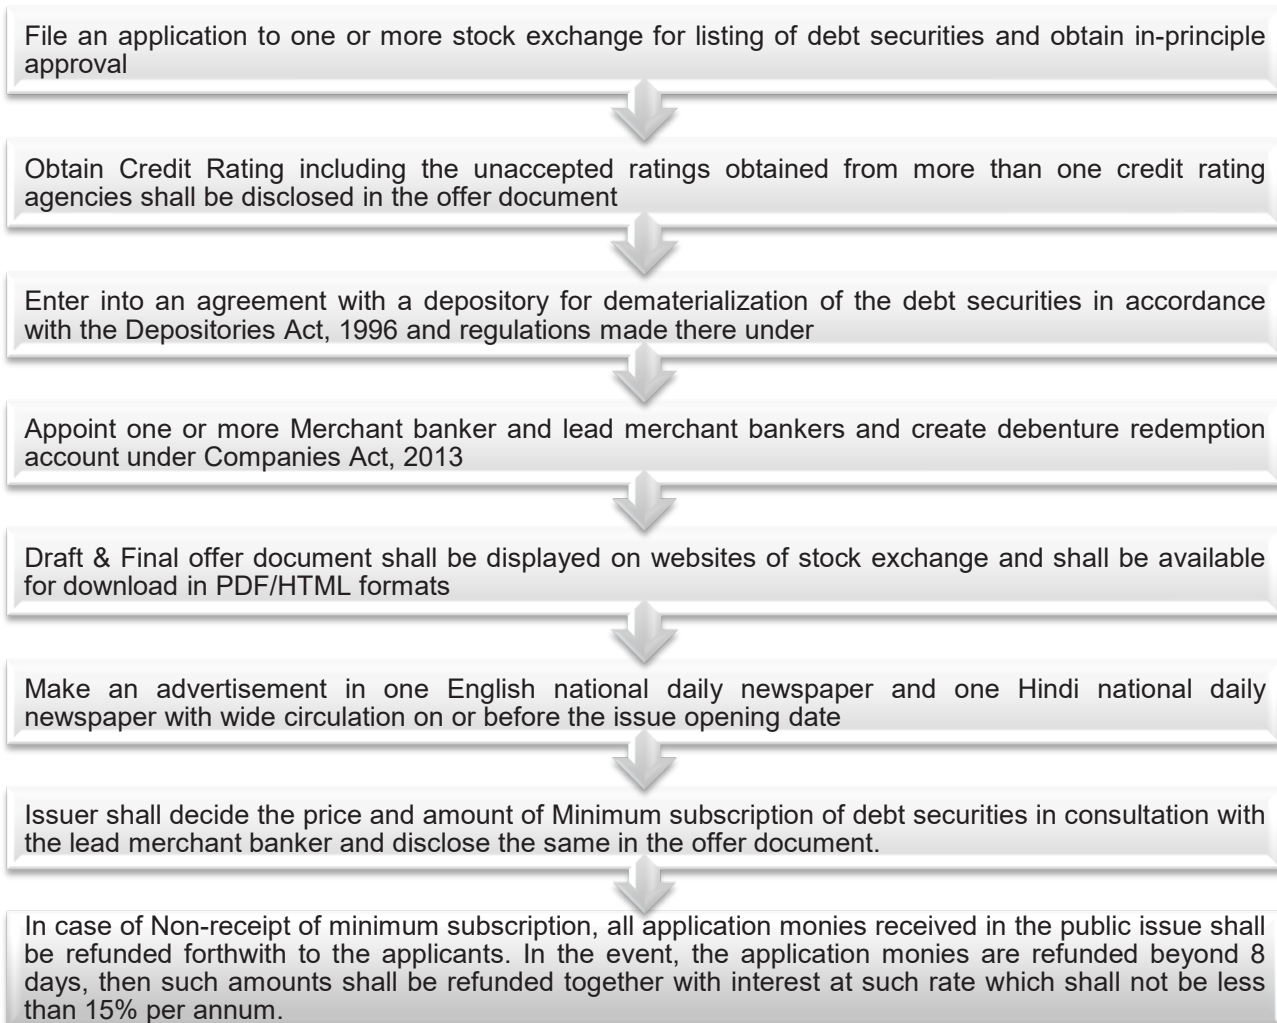 File an application to one or more stock exchange for listing of debt securities and obtain in-principle
approval
Obtain Credit Rating including the unaccepted ratings obtained from more than one credit rating
agencies shall be disclosed in the offer document
Enter into an agreement with a depository for dematerialization of the debt securities in accordance
with the Depositories Act, 1996 and regulations made there under
Appoint one or more Merchant banker and lead merchant bankers and create debenture redemption
account under Companies Act, 2013
Draft & Final offer document shall be displayed on websites of stock exchange and shall be available
for download in PDF/HTML formats
Make an advertisement in one English national daily newspaper and one Hindi national daily
newspaper with wide circulation on or before the issue opening date
Issuer shall decide the price and amount of Minimum subscription of debt securities in consultation with
the lead merchant banker and disclose the same in the offer document.
In case of Non-receipt of minimum subscription, all application monies received in the public issue shall
be refunded forthwith to the applicants. In the event, the application monies are refunded beyond 8
days, then such amounts shall be refunded together with interest at such rate which shall not be less
than 15% per annum.